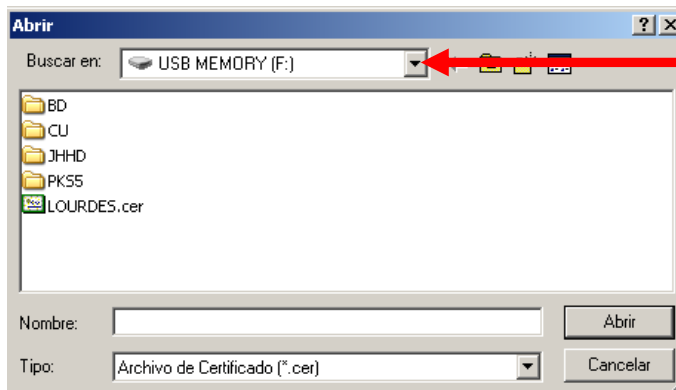 Abrir
Buscar en: USB MEMORY (F:)
BD
CU
JHHD
PKS5
LOURDES.cer
Nombre: Abrir
Tipo: Archivo de Certificado (*.cer) Cancelar